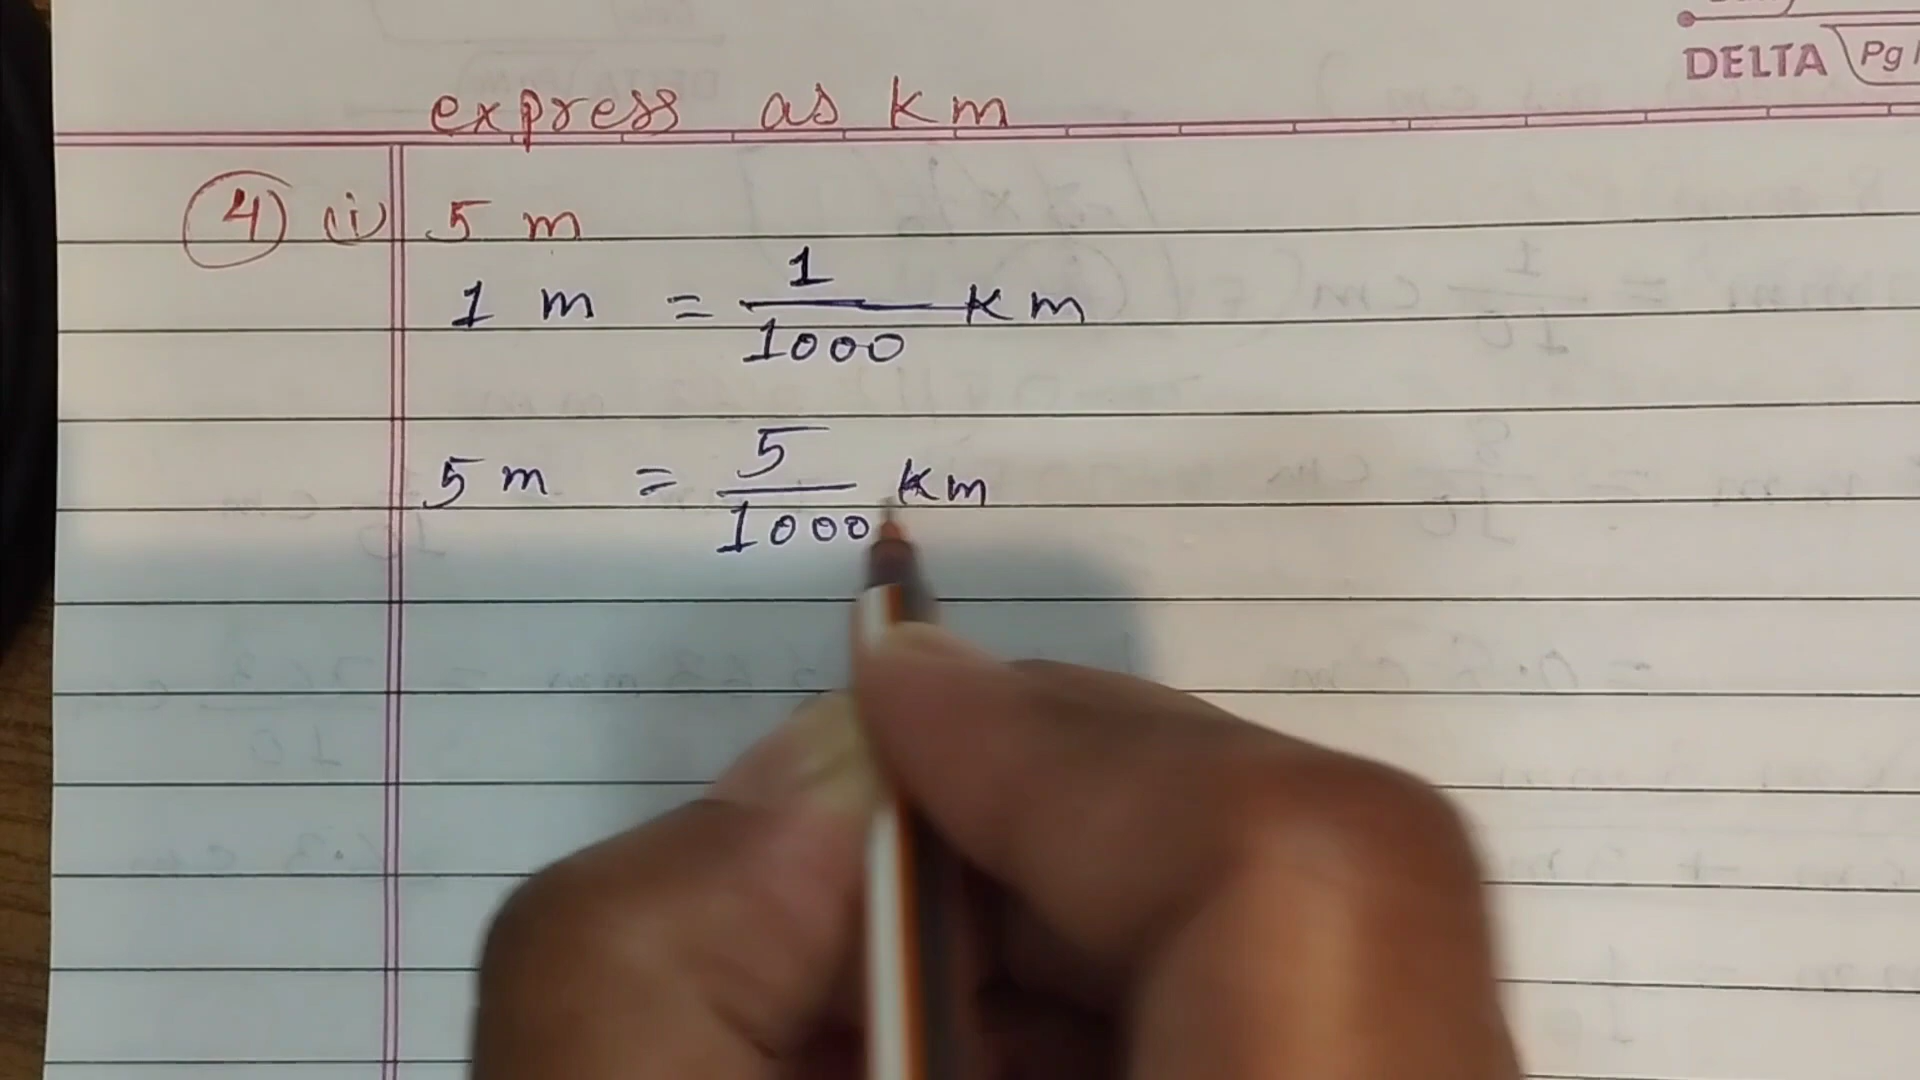 DELTA Pg
express as km
4 (i) 5 m
1 m = 1/1000 km
5 m = 5/1000 km